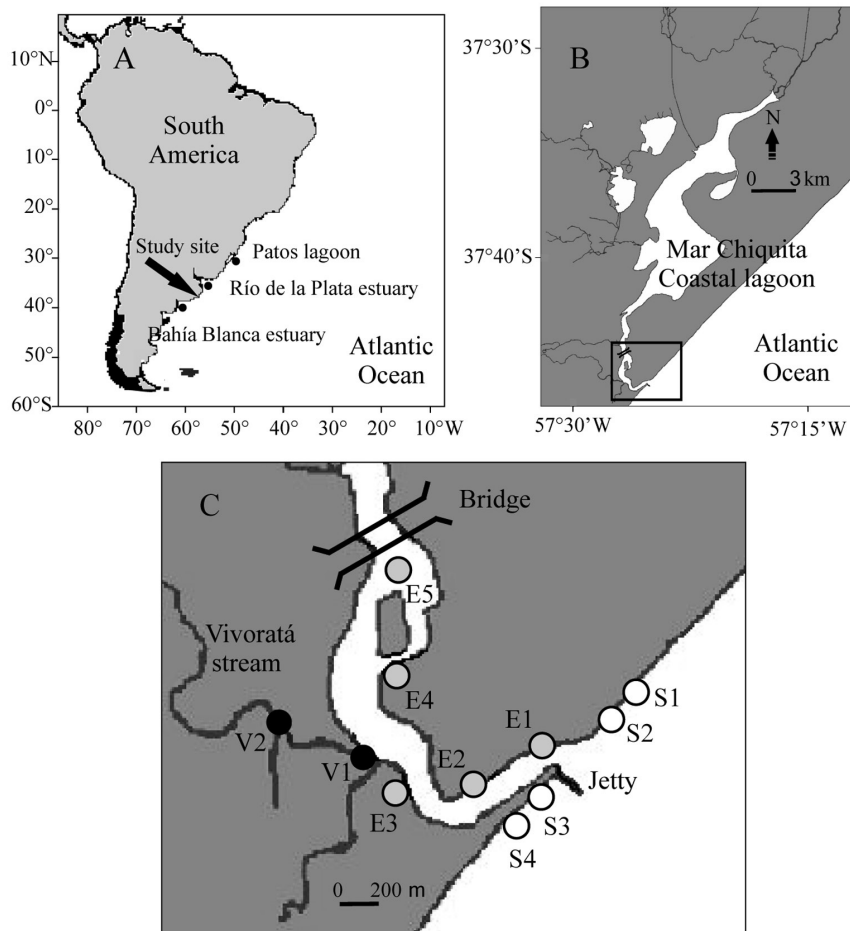 A
10°N
0°
10°
20°
30°
40°
50°
60°S
80°
70°
60°
50°
40°
30°
20°
10°W
South
America
Study site
Patos lagoon
Río de la Plata estuary
Bahía Blanca estuary
Atlantic
Ocean
B
37°30'S
37°40'
N
0 3 km
Mar Chiquita
Coastal lagoon
Atlantic
Ocean
57°30'
57°15'W
C
Bridge
E5
Vivoratá
stream
E4
S1
S2
E1
V2
V1
E2
E3
Jetty
S3
S4
0 200 m